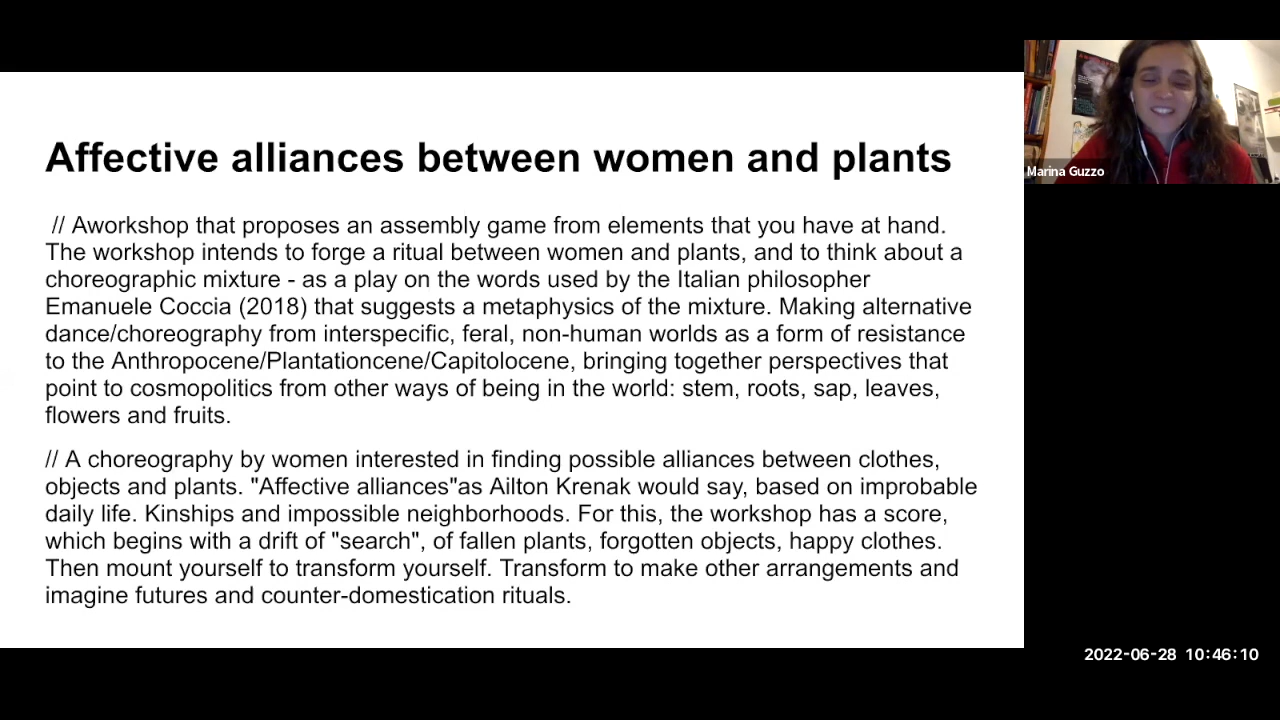 Affective alliances between women and plants
// Aworkshop that proposes an assembly game from elements that you have at hand.
The workshop intends to forge a ritual between women and plants, and to think about a
choreographic mixture - as a play on the words used by the Italian philosopher
Emanuele Coccia (2018) that suggests a metaphysics of the mixture. Making alternative
dance/choreography from interspecific, feral, non-human worlds as a form of resistance
to the Anthropocene/Plantationcene/Capitolocene, bringing together perspectives that
point to cosmopolitics from other ways of being in the world: stem, roots, sap, leaves,
flowers and fruits.
// A choreography by women interested in finding possible alliances between clothes,
objects and plants. "Affective alliances"as Ailton Krenak would say, based on improbable
daily life. Kinships and impossible neighborhoods. For this, the workshop has a score,
which begins with a drift of "search", of fallen plants, forgotten objects, happy clothes.
Then mount yourself to transform yourself. Transform to make other arrangements and
imagine futures and counter-domestication rituals.
Marina Guzzo
2022-06-28 10:46:10